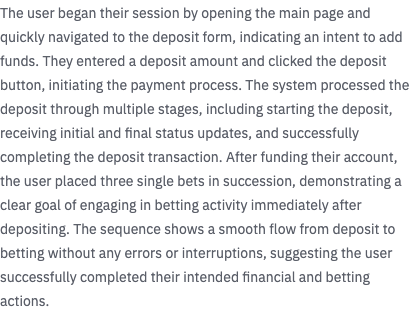 The user began their session by opening the main page and
quickly navigated to the deposit form, indicating an intent to add
funds. They entered a deposit amount and clicked the deposit
button, initiating the payment process. The system processed the
deposit through multiple stages, including starting the deposit,
receiving initial and final status updates, and successfully
completing the deposit transaction. After funding their account,
the user placed three single bets in succession, demonstrating a
clear goal of engaging in betting activity immediately after
depositing. The sequence shows a smooth flow from deposit to
betting without any errors or interruptions, suggesting the user
successfully completed their intended financial and betting
actions.